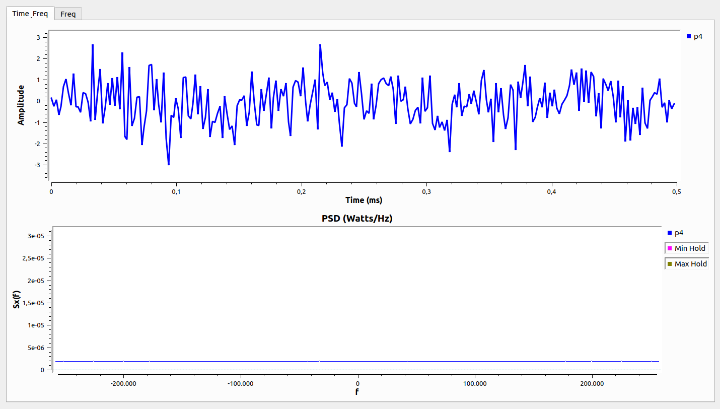 Time_Freq Freq
3
2
1
0
-1
-2
-3
Amplitude
0 0,1 0,2 0,3 0,4 0,5
Time (ms)
p4
PSD (Watts/Hz)
3e-05
2,5e-05
2e-05
1,5e-05
1e-05
5e-06
0
Sx(f)
-200.000 -100.000 0 100.000 200.000
f
p4
Min Hold
Max Hold